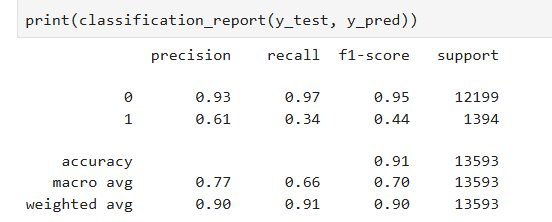 print(classification_report(y_test, y_pred))
precision recall f1-score support
0 0.93 0.97 0.95 12199
1 0.61 0.34 0.44 1394
accuracy 0.91 13593
macro avg 0.77 0.66 0.70 13593
weighted avg 0.90 0.91 0.90 13593